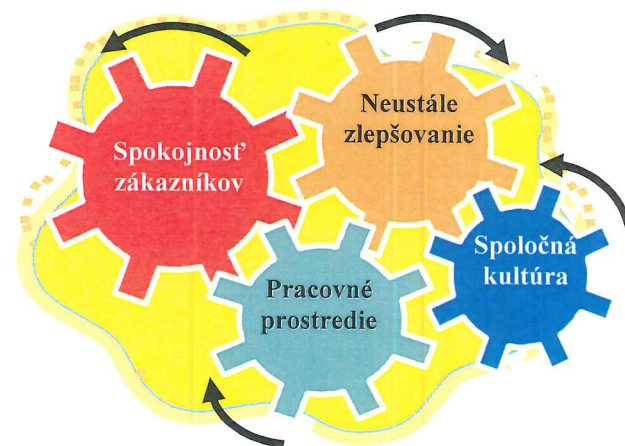 Neustále
zlepšovanie
Spokojnosť
zákazníkov
Spoločná
kultúra
Pracovné
prostredie